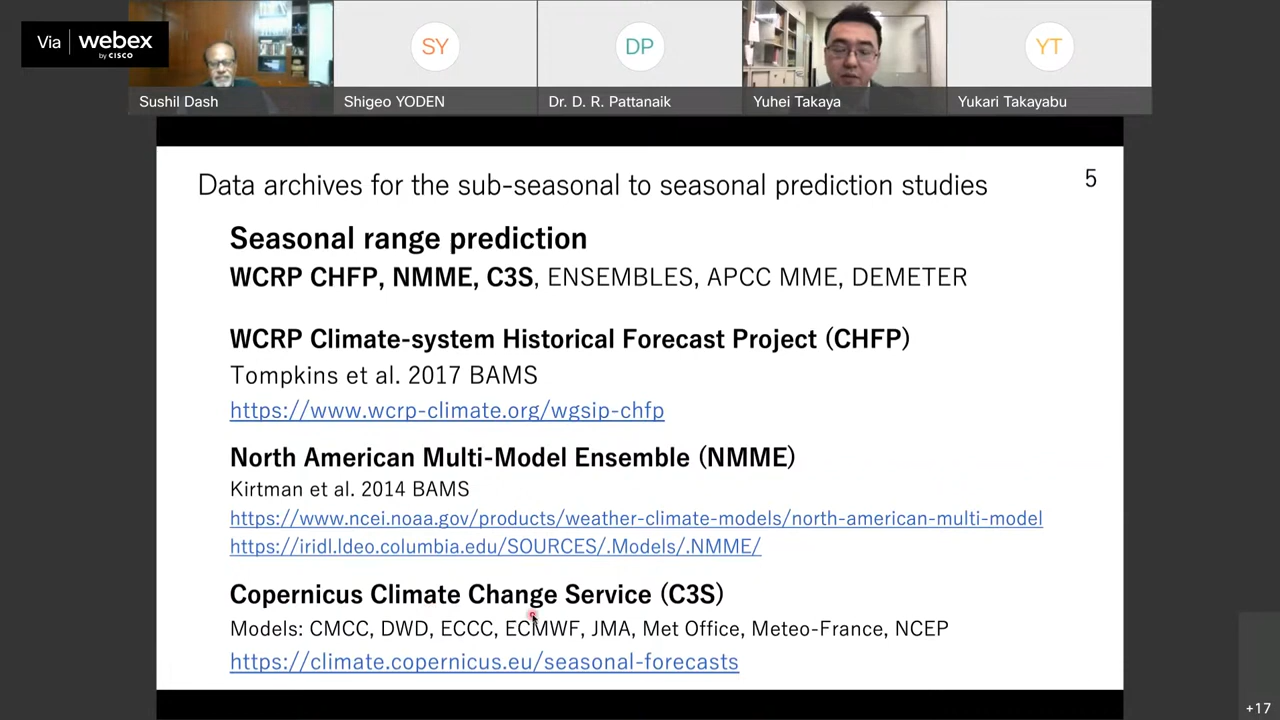 Via webex
by CISCO
SY
DP
YT
Sushil Dash
Shigeo YODEN
Dr. D. R. Pattanaik
Yuhei Takaya
Yukari Takayabu
Data archives for the sub-seasonal to seasonal prediction studies
5
Seasonal range prediction
WCRP CHFP, NMME, C3S, ENSEMBLES, APCC MME, DEMETER
WCRP Climate-system Historical Forecast Project (CHFP)
Tompkins et al. 2017 BAMS
https://www.wcrp-climate.org/wgsip-chfp
North American Multi-Model Ensemble (NMME)
Kirtman et al. 2014 BAMS
https://www.ncei.noaa.gov/products/weather-climate-models/north-american-multi-model
https://iridl.ldeo.columbia.edu/SOURCES/.Models/.NMME/
Copernicus Climate Change Service (C3S)
Models: CMCC, DWD, ECCC, ECMWF, JMA, Met Office, Meteo-France, NCEP
https://climate.copernicus.eu/seasonal-forecasts
+17